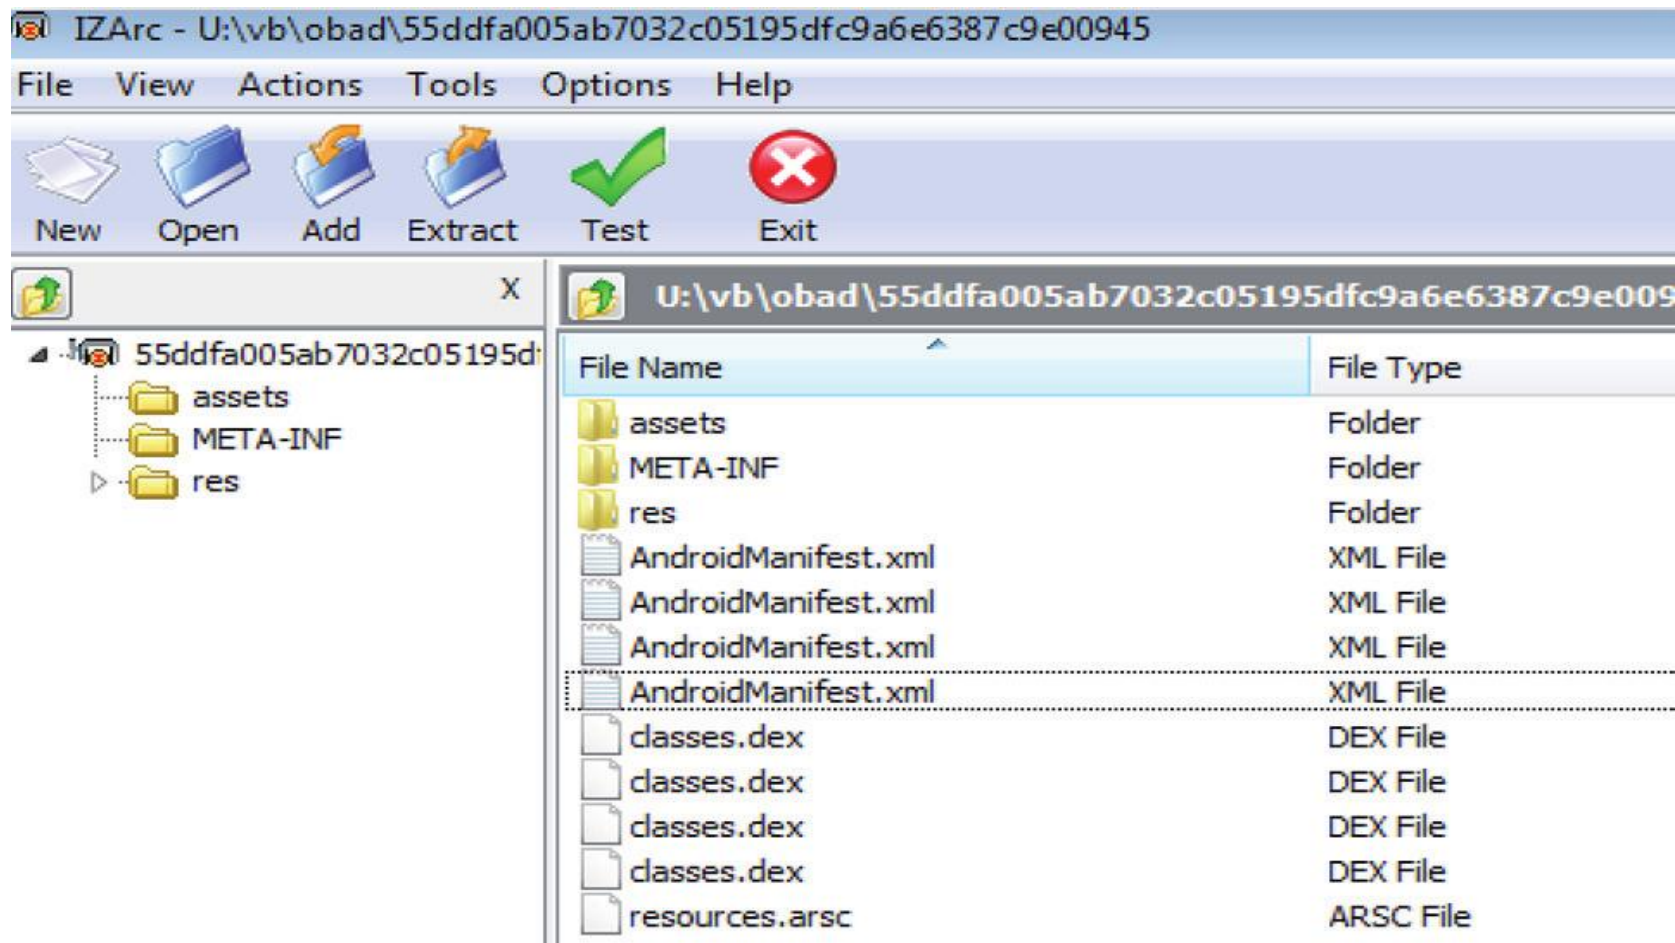 IZArc - U:\vb\obad\55ddfa005ab7032c05195dfc9a6e6387c9e00945
File View Actions Tools Options Help
New Open Add Extract Test Exit
X
U:\vb\obad\55ddfa005ab7032c05195dfc9a6e6387c9e009
55ddfa005ab7032c05195d
assets
META-INF
res
File Name File Type
assets Folder
META-INF Folder
res Folder
AndroidManifest.xml XML File
AndroidManifest.xml XML File
AndroidManifest.xml XML File
AndroidManifest.xml XML File
classes.dex DEX File
classes.dex DEX File
classes.dex DEX File
classes.dex DEX File
resources.arsc ARSC File